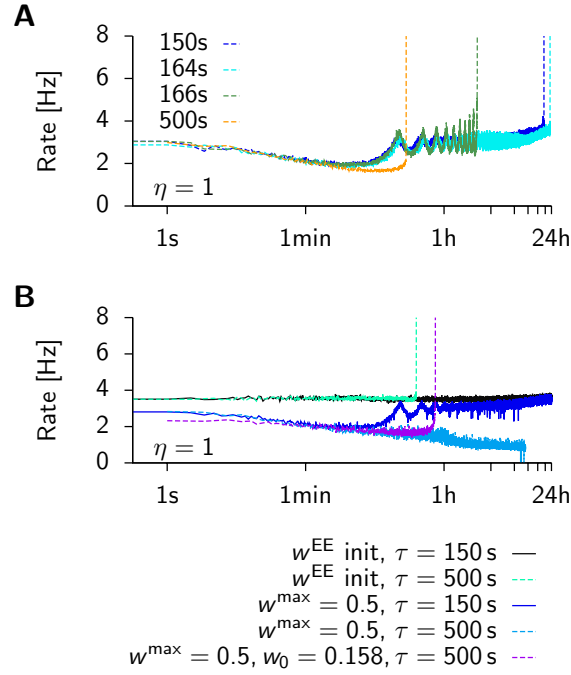 A
8
6
4
2
0
Rate [Hz]
150s
164s
166s
500s
η = 1
1s 1min 1h 24h
B
8
6
4
2
0
Rate [Hz]
η = 1
1s 1min 1h 24h
w^EE init, τ = 150 s
w^EE init, τ = 500 s
w^max = 0.5, τ = 150 s
w^max = 0.5, τ = 500 s
w^max = 0.5, w₀ = 0.158, τ = 500 s